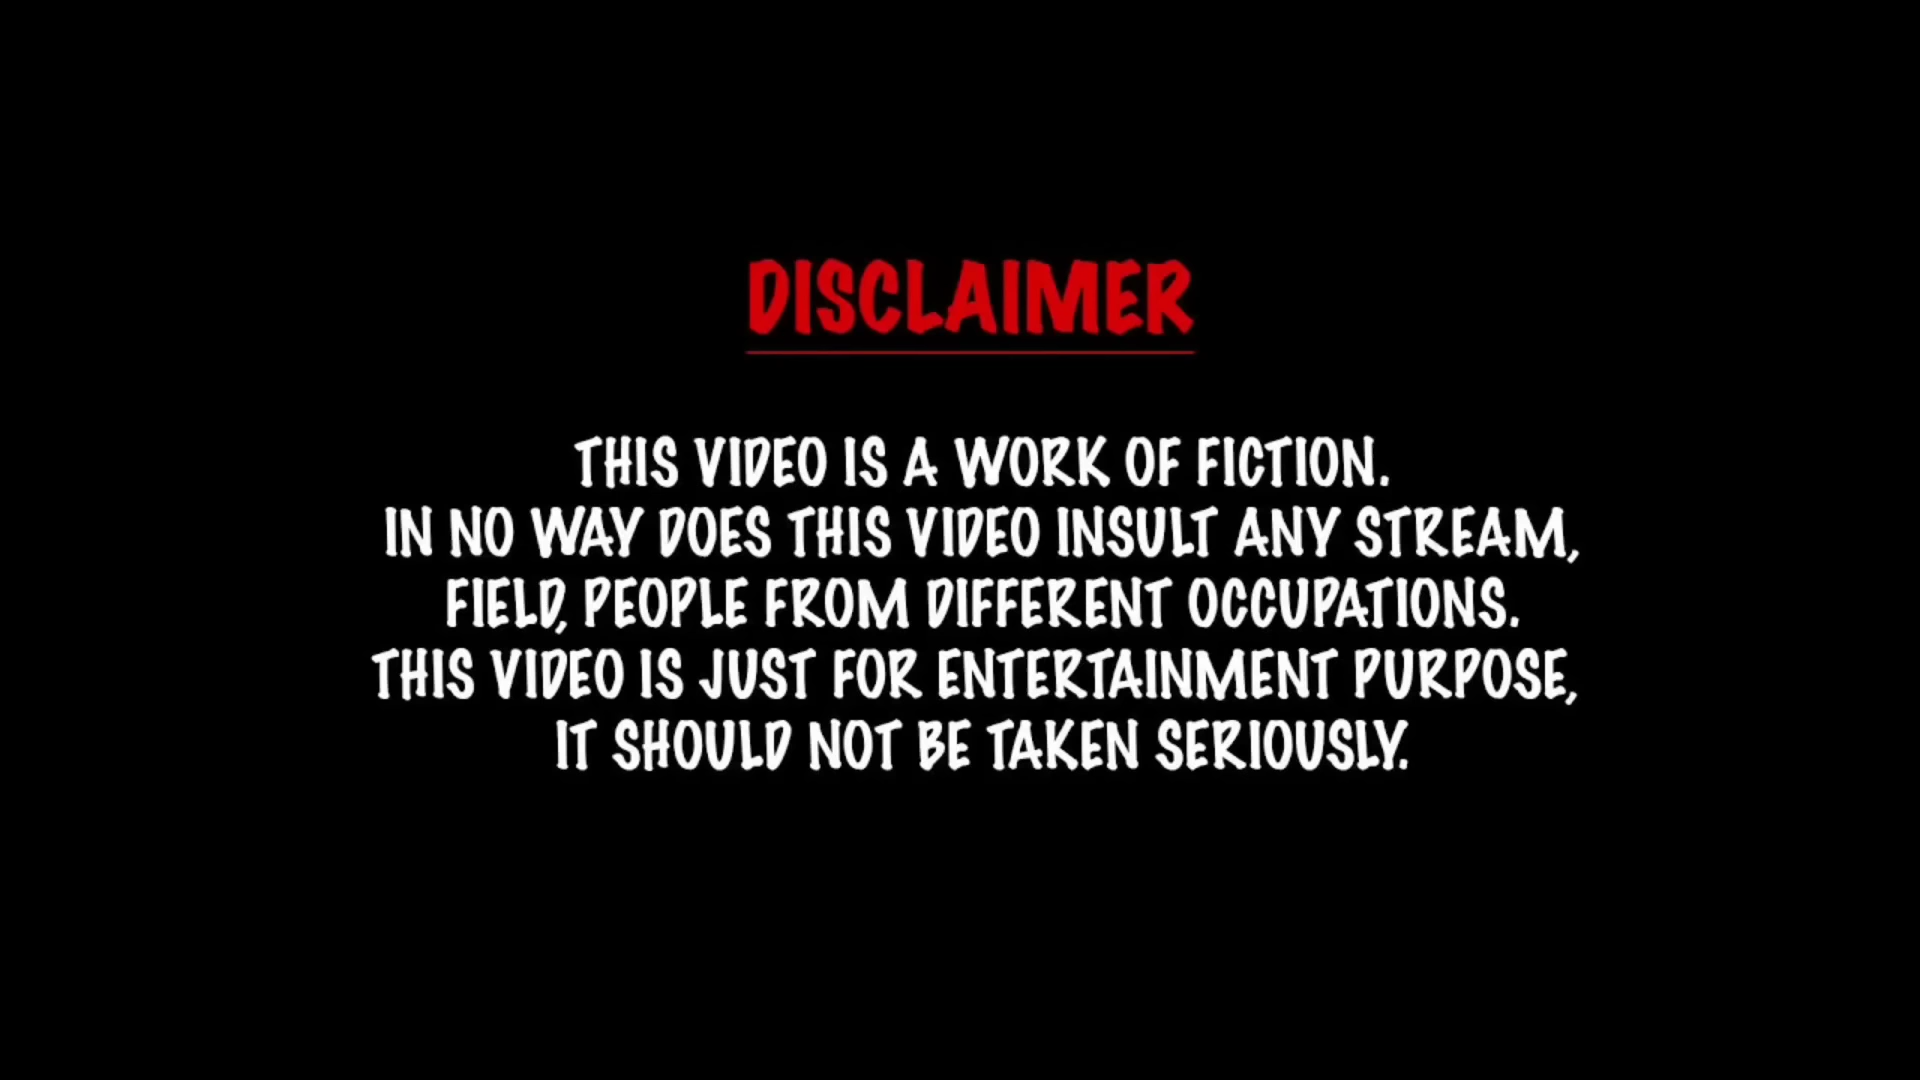 DISCLAIMER
THIS VIDEO IS A WORK OF FICTION.
IN NO WAY DOES THIS VIDEO INSULT ANY STREAM,
FIELD, PEOPLE FROM DIFFERENT OCCUPATIONS.
THIS VIDEO IS JUST FOR ENTERTAINMENT PURPOSE,
IT SHOULD NOT BE TAKEN SERIOUSLY.